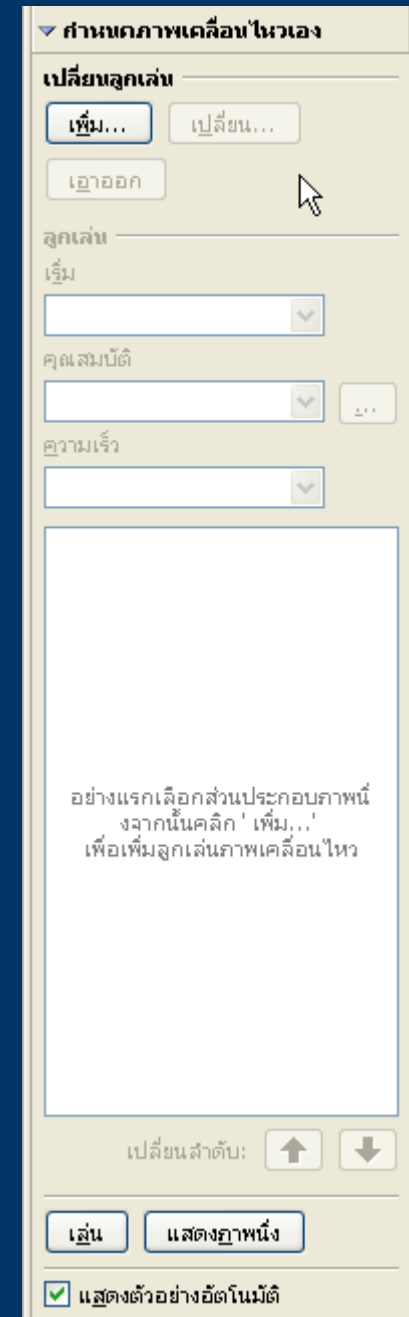 กำหนดภาพเคลื่อนไหวเอง
เปลี่ยนลูกเล่น
เพิ่ม... เปลี่ยน...
เอาออก
ลูกเล่น
เริ่ม
คุณสมบัติ
...
ความเร็ว
อย่างแรกเลือกส่วนประกอบภาพนิ่
งจากนั้นคลิก ' เพิ่ม...'
เพื่อเพิ่มลูกเล่นภาพเคลื่อนไหว
เปลี่ยนลำดับ:
เล่น แสดงภาพนิ่ง
แสดงตัวอย่างอัตโนมัติ